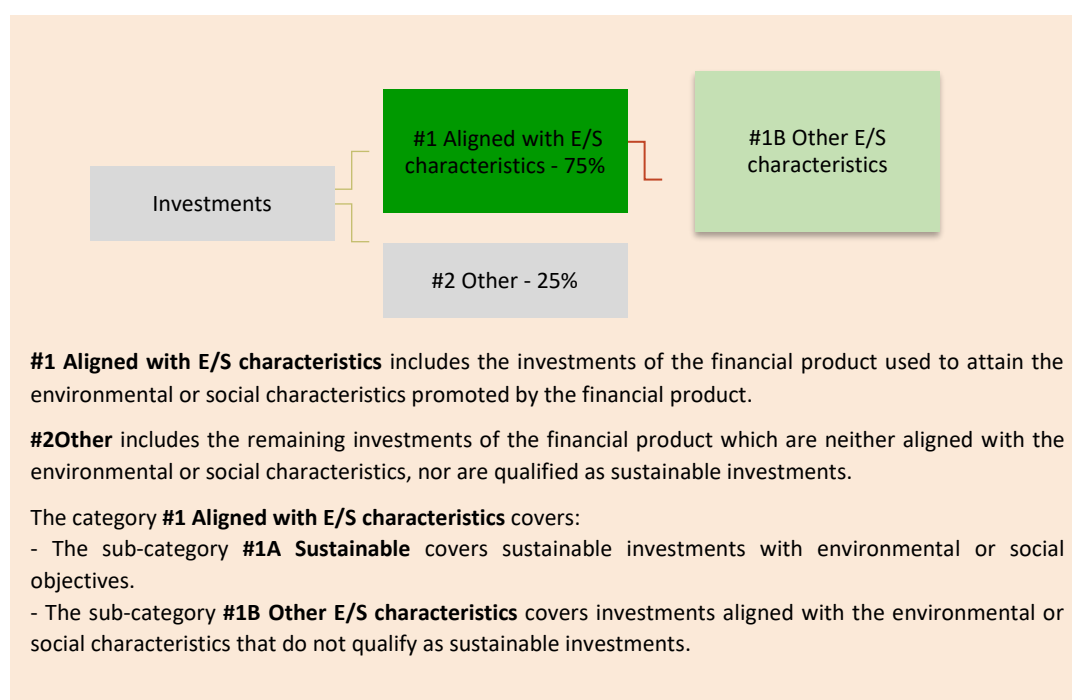 #1 Aligned with E/S
characteristics - 75%
#1B Other E/S
characteristics
Investments
#2 Other - 25%
#1 Aligned with E/S characteristics includes the investments of the financial product used to attain the
environmental or social characteristics promoted by the financial product.
#2Other includes the remaining investments of the financial product which are neither aligned with the
environmental or social characteristics, nor are qualified as sustainable investments.
The category #1 Aligned with E/S characteristics covers:
- The sub-category #1A Sustainable covers sustainable investments with environmental or social
objectives.
- The sub-category #1B Other E/S characteristics covers investments aligned with the environmental or
social characteristics that do not qualify as sustainable investments.